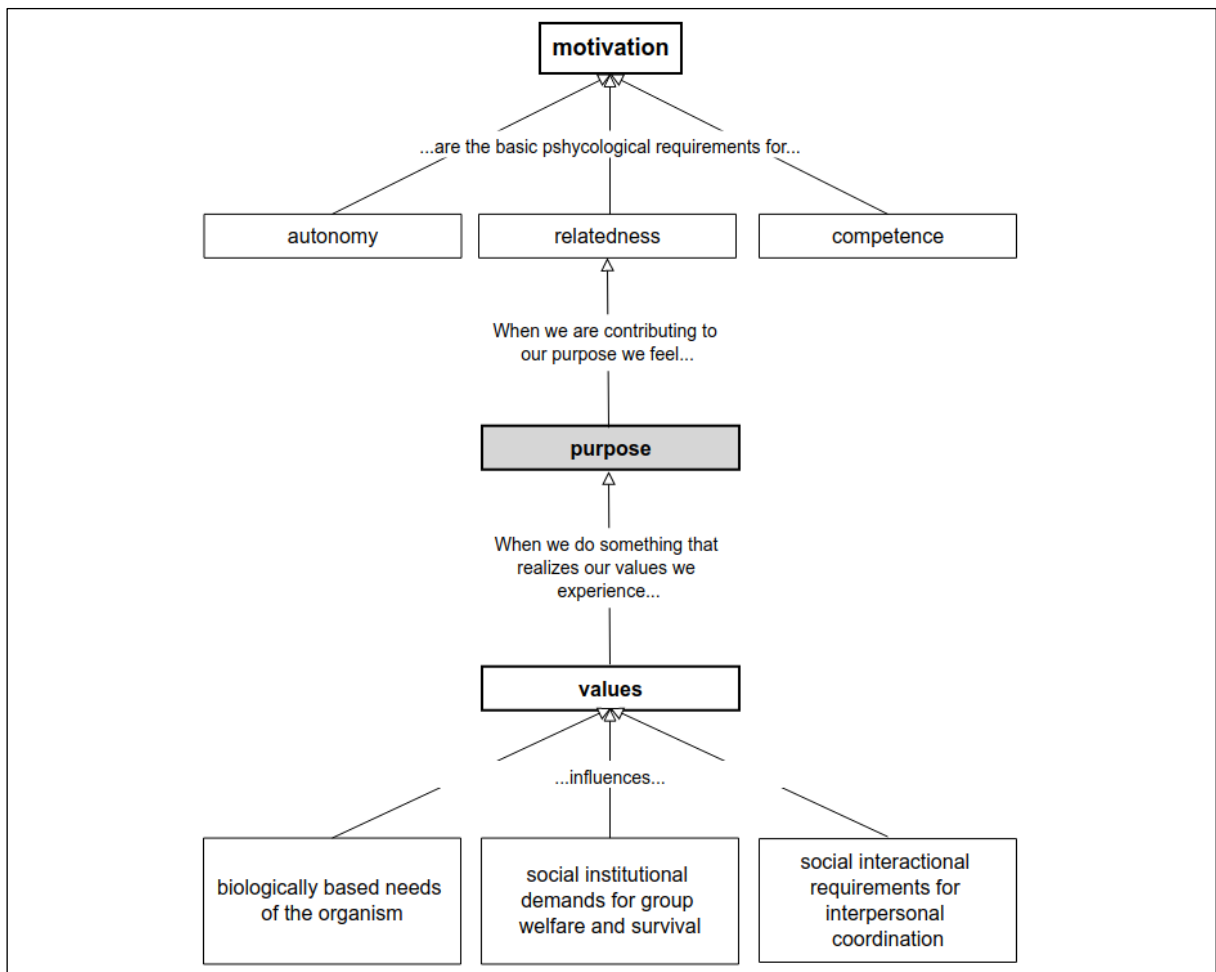 motivation
...are the basic pshycological requirements for...
autonomy
relatedness
competence
When we are contributing to
our purpose we feel...
purpose
When we do something that
realizes our values we
experience...
values
...influences...
biologically based needs
of the organism
social institutional
demands for group
welfare and survival
social interactional
requirements for
interpersonal
coordination